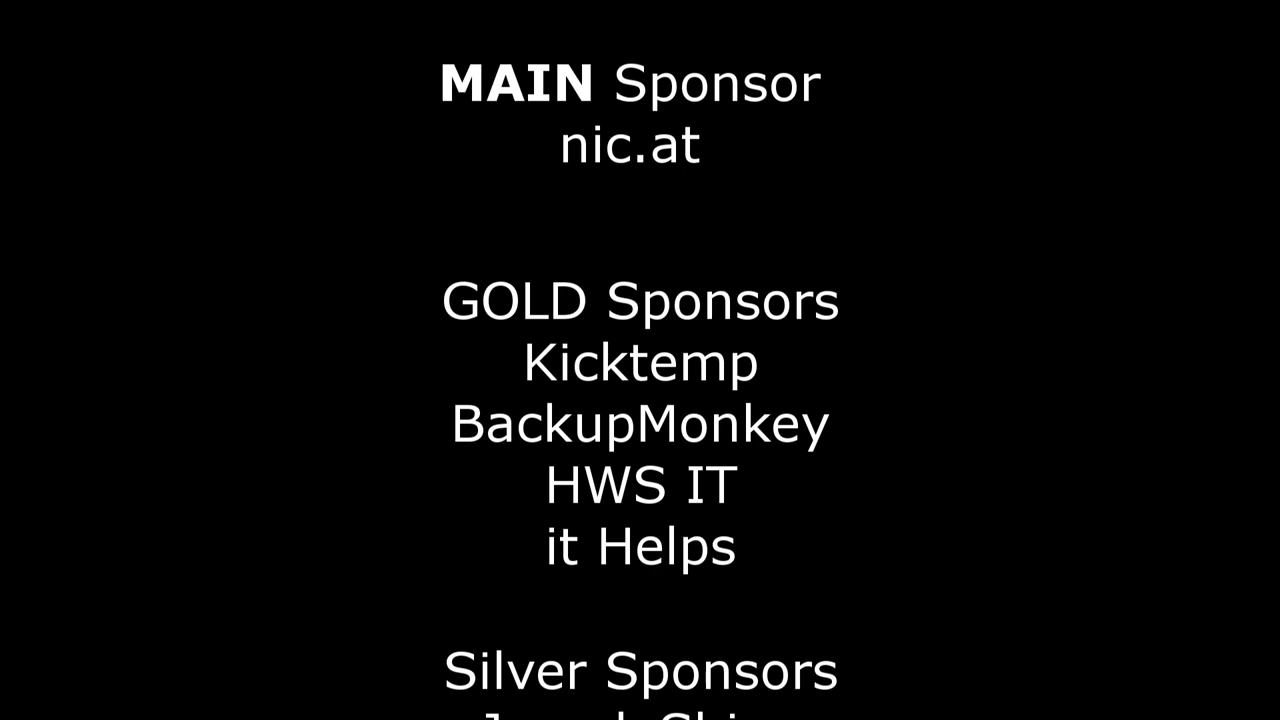 MAIN Sponsor
nic.at
GOLD Sponsors
Kicktemp
BackupMonkey
HWS IT
it Helps
Silver Sponsors